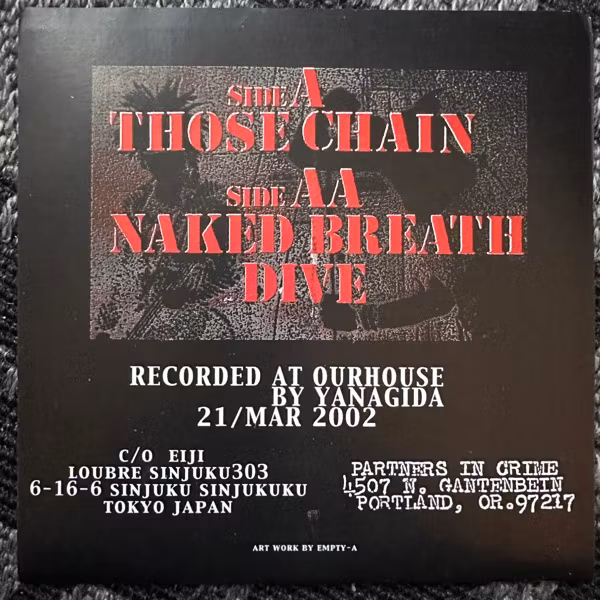 SIDE A
THOSE CHAIN
SIDE AA
NAKED BREATH
DIVE
RECORDED AT OURHOUSE
BY YANAGIDA
21/MAR 2002
C/O EIJI
LOUBRE SINJUKU303
6-16-6 SINJUKU SINJUKUKU
TOKYO JAPAN
PARTNERS IN CRIME
4507 N. GANTENBEIN
PORTLAND, OR.97217
ART WORK BY EMPTY-A